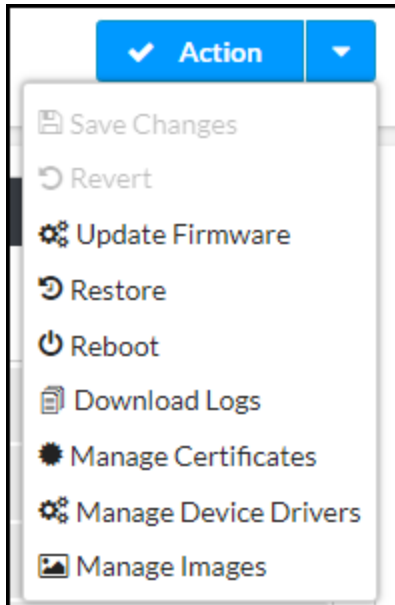 Action
Save Changes
Revert
Update Firmware
Restore
Reboot
Download Logs
Manage Certificates
Manage Device Drivers
Manage Images